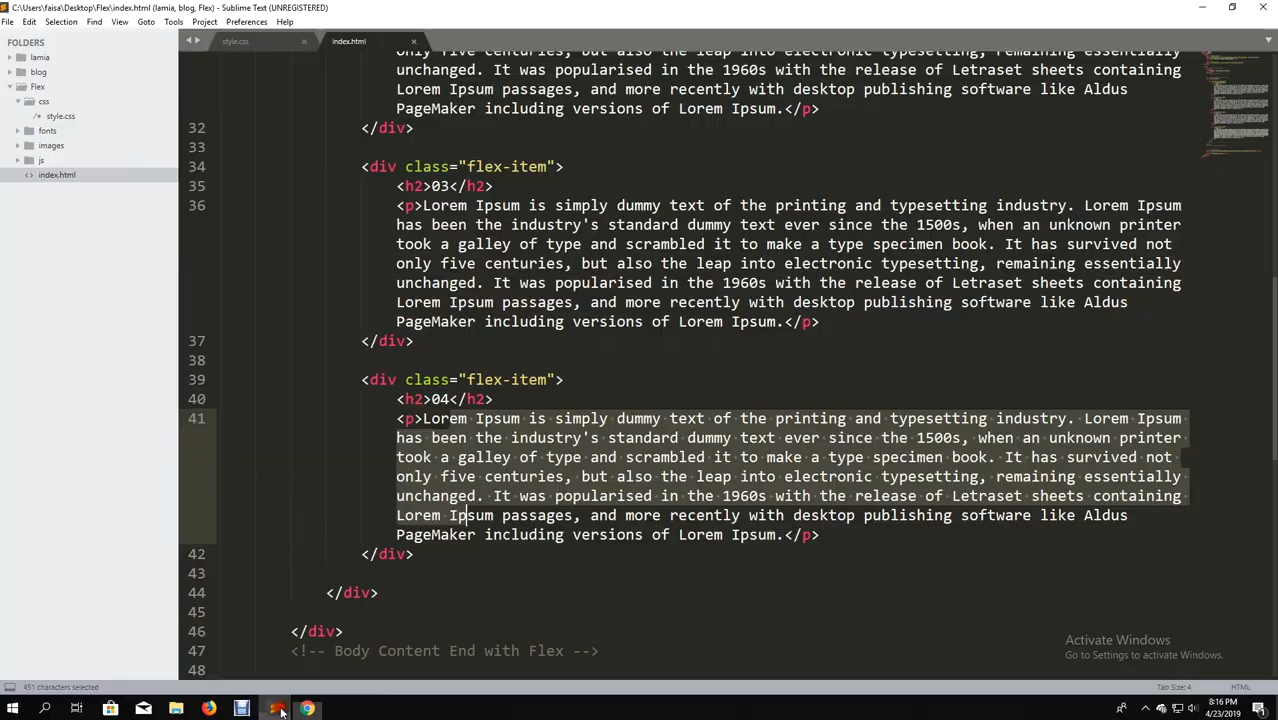 C:\Users\faisa\Desktop\Flex\index.html (lamia, blog, Flex) - Sublime Text (UNREGISTERED)
File Edit Selection Find View Goto Tools Project Preferences Help
FOLDERS
lamia
blog
Flex
css
style.css
fonts
images
js
index.html
style.css
index.html
only five centuries, but also the leap into electronic typesetting, remaining essentially
unchanged. It was popularised in the 1960s with the release of Letraset sheets containing
Lorem Ipsum passages, and more recently with desktop publishing software like Aldus
PageMaker including versions of Lorem Ipsum.</p>
32 </div>
33
34 <div class="flex-item">
35 <h2>03</h2>
36 <p>Lorem Ipsum is simply dummy text of the printing and typesetting industry. Lorem Ipsum
has been the industry's standard dummy text ever since the 1500s, when an unknown printer
took a galley of type and scrambled it to make a type specimen book. It has survived not
only five centuries, but also the leap into electronic typesetting, remaining essentially
unchanged. It was popularised in the 1960s with the release of Letraset sheets containing
Lorem Ipsum passages, and more recently with desktop publishing software like Aldus
PageMaker including versions of Lorem Ipsum.</p>
37 </div>
38
39 <div class="flex-item">
40 <h2>04</h2>
41 <p>Lorem Ipsum is simply dummy text of the printing and typesetting industry. Lorem Ipsum
has been the industry's standard dummy text ever since the 1500s, when an unknown printer
took a galley of type and scrambled it to make a type specimen book. It has survived not
only five centuries, but also the leap into electronic typesetting, remaining essentially
unchanged. It was popularised in the 1960s with the release of Letraset sheets containing
Lorem Ipsum passages, and more recently with desktop publishing software like Aldus
PageMaker including versions of Lorem Ipsum.</p>
42 </div>
43
44 </div>
45
46 </div>
47 <!-- Body Content End with Flex -->
48
Activate Windows
Go to Settings to activate Windows.
451 characters selected
Tab Size: 4
HTML
8:16 PM
4/23/2019